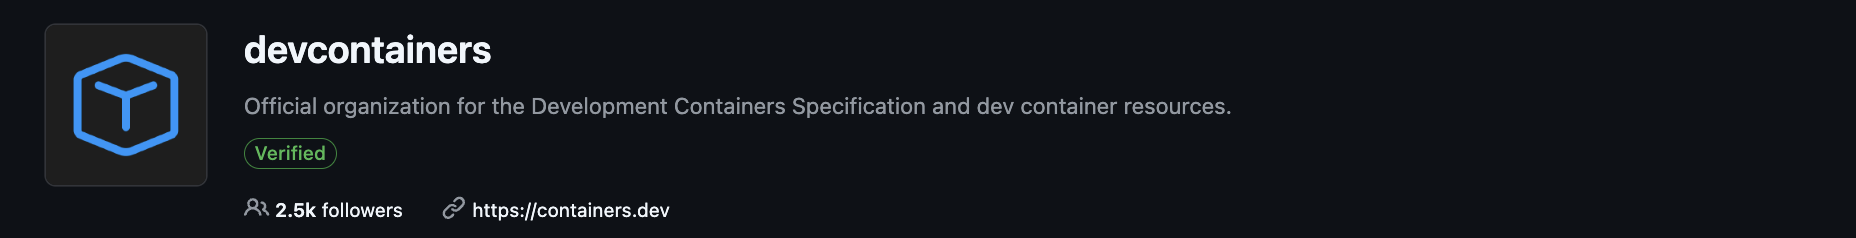 devcontainers
Official organization for the Development Containers Specification and dev container resources.
Verified
2.5k followers https://containers.dev